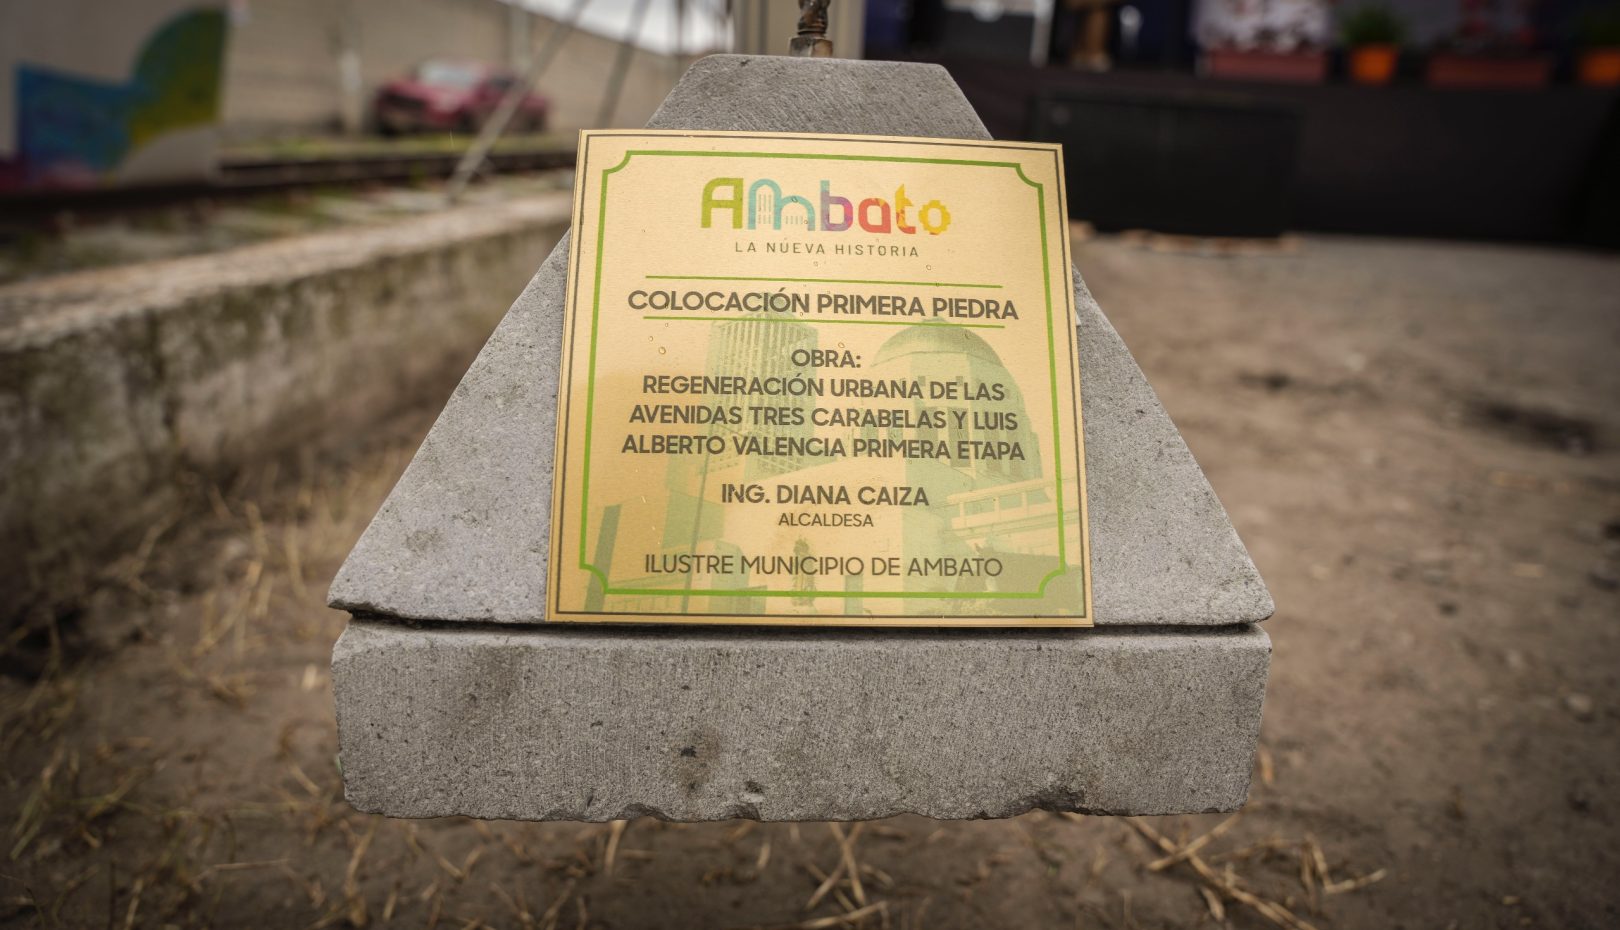 Ambato
LA NUEVA HISTORIA
COLOCACIÓN PRIMERA PIEDRA
OBRA:
REGENERACIÓN URBANA DE LAS
AVENIDAS TRES CARABELAS Y LUIS
ALBERTO VALENCIA PRIMERA ETAPA
ING. DIANA CAIZA
ALCALDESA
ILUSTRE MUNICIPIO DE AMBATO